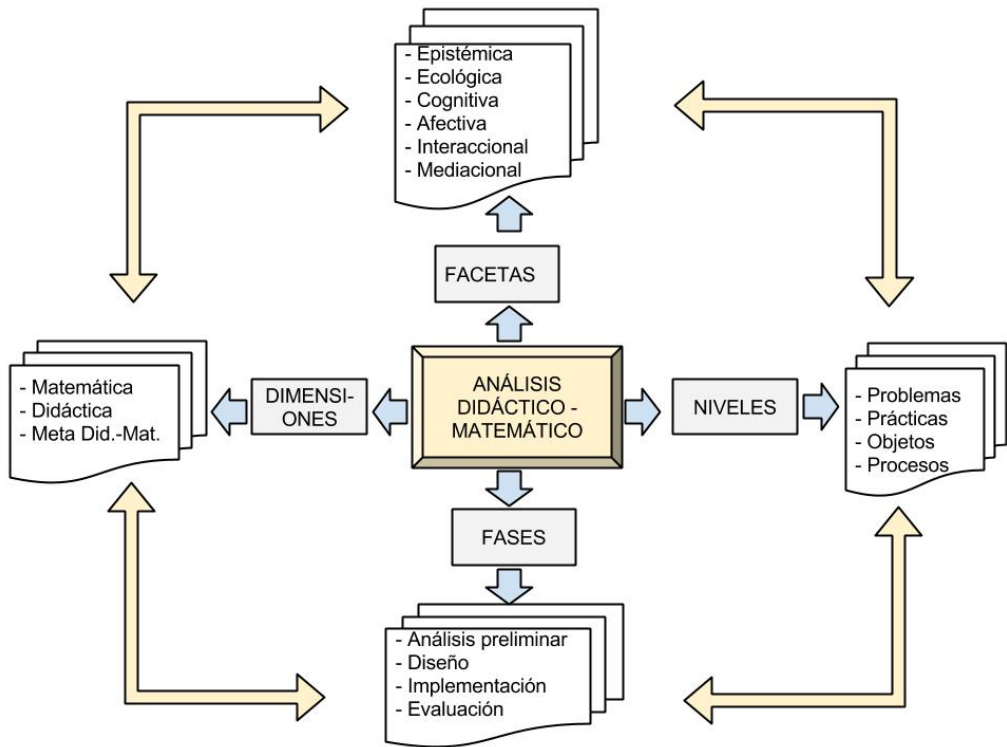 - Epistémica
- Ecológica
- Cognitiva
- Afectiva
- Interaccional
- Mediacional
FACETAS
- Matemática
- Didáctica
- Meta Did.-Mat.
DIMENSI-
ONES
ANÁLISIS
DIDÁCTICO -
MATEMÁTICO
NIVELES
- Problemas
- Prácticas
- Objetos
- Procesos
FASES
- Análisis preliminar
- Diseño
- Implementación
- Evaluación